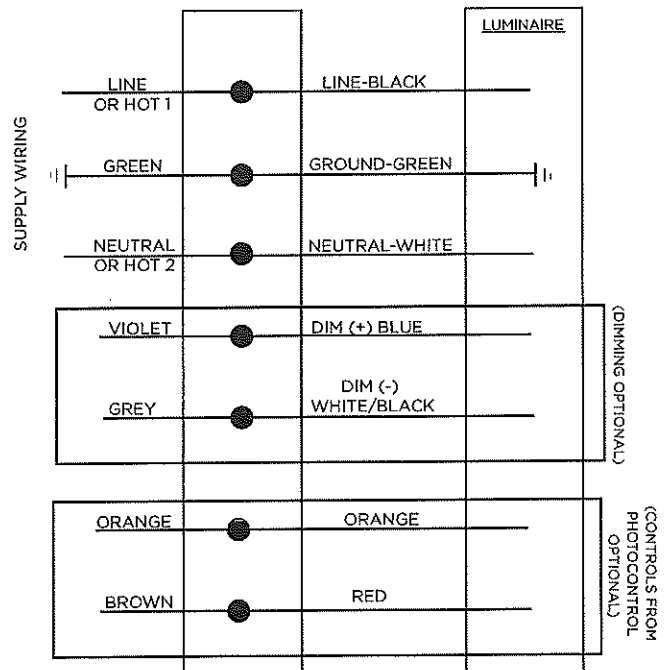 LUMINAIRE
SUPPLY WIRING
LINE
OR HOT 1
LINE-BLACK
GREEN
GROUND-GREEN
NEUTRAL
OR HOT 2
NEUTRAL-WHITE
VIOLET
DIM (+) BLUE
GREY
DIM (-)
WHITE/BLACK
(DIMMING OPTIONAL)
ORANGE
ORANGE
BROWN
RED
(CONTROLS FROM
PHOTOCONTROL
OPTIONAL)